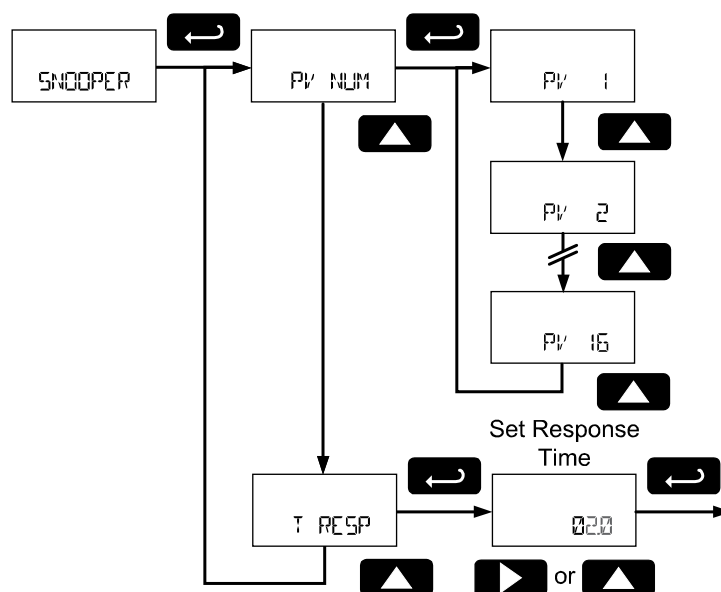 SNOOPER
PV NUM
PV 1
PV 2
PV 16
Set Response
Time
T RESP
02.0
or